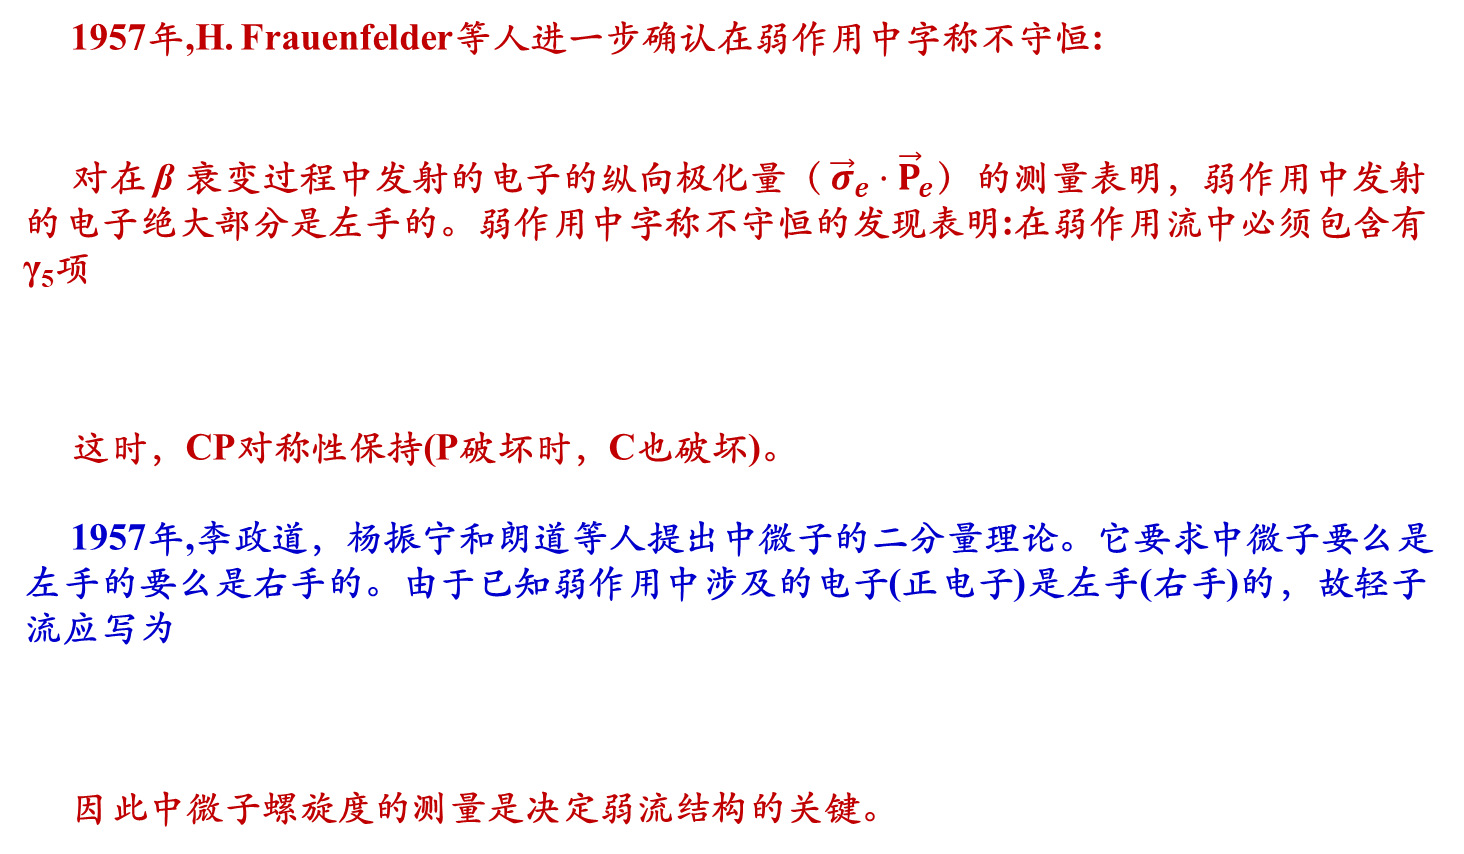 1957年,H. Frauenfelder等人进一步确认在弱作用中字称不守恒:
对在 β 衰变过程中发射的电子的纵向极化量（$\vec{\sigma}_e \cdot \vec{P}_e$）的测量表明，弱作用中发射
的电子绝大部分是左手的。弱作用中字称不守恒的发现表明:在弱作用流中必须包含有
γ₅项
这时，CP对称性保持(P破坏时，C也破坏)。
1957年,李政道，杨振宁和朗道等人提出中微子的二分量理论。它要求中微子要么是
左手的要么是右手的。由于已知弱作用中涉及的电子(正电子)是左手(右手)的，故轻子
流应写为
因此中微子螺旋度的测量是决定弱流结构的关键。